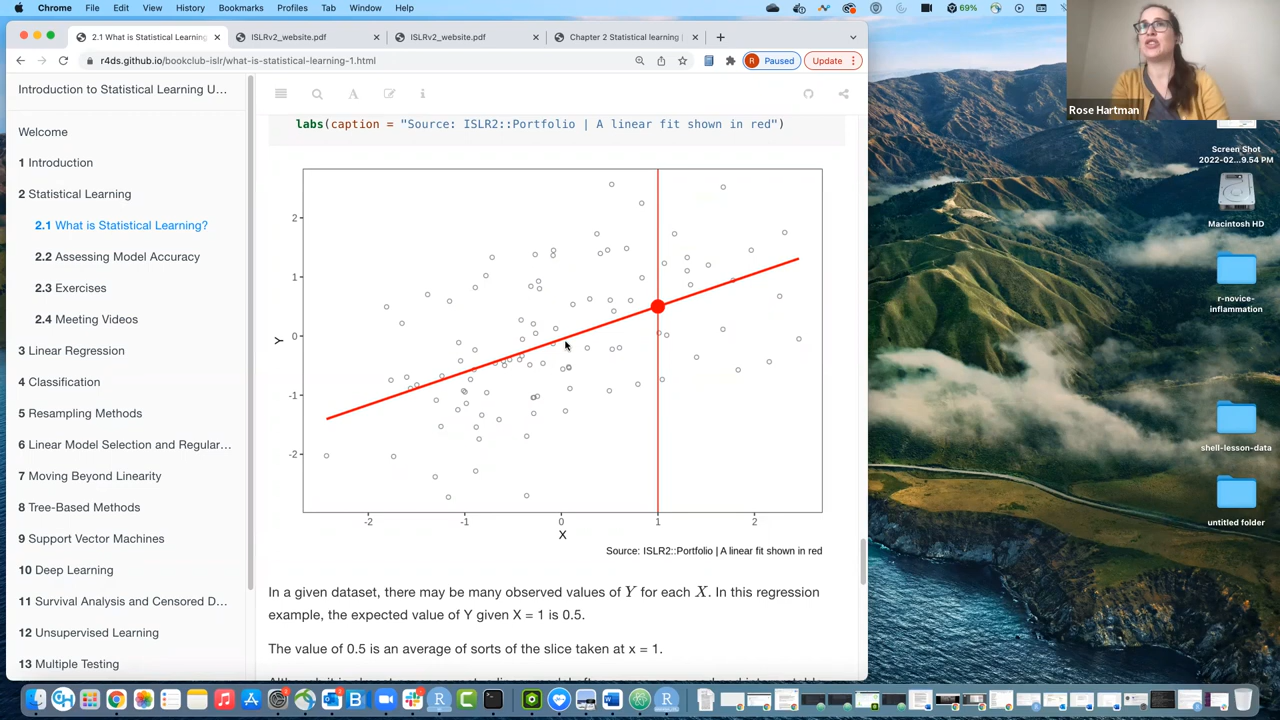 Chrome File Edit View History Bookmarks Profiles Tab Window Help
69%
2.1 What is Statistical Learning
ISLRv2_website.pdf
ISLRv2_website.pdf
Chapter 2 Statistical learning
r4ds.github.io/bookclub-islr/what-is-statistical-learning-1.html
R Paused
Update
Introduction to Statistical Learning U...
Welcome
1 Introduction
2 Statistical Learning
2.1 What is Statistical Learning?
2.2 Assessing Model Accuracy
2.3 Exercises
2.4 Meeting Videos
3 Linear Regression
4 Classification
5 Resampling Methods
6 Linear Model Selection and Regular...
7 Moving Beyond Linearity
8 Tree-Based Methods
9 Support Vector Machines
10 Deep Learning
11 Survival Analysis and Censored D...
12 Unsupervised Learning
13 Multiple Testing
labs(caption = "Source: ISLR2::Portfolio | A linear fit shown in red")
2
1
0
-1
-2
Y
-2 -1 0 1 2
X
Source: ISLR2::Portfolio | A linear fit shown in red
In a given dataset, there may be many observed values of Y for each X. In this regression
example, the expected value of Y given X = 1 is 0.5.
The value of 0.5 is an average of sorts of the slice taken at x = 1.
Rose Hartman
Screen Shot
2022-02...9.54 PM
Macintosh HD
r-novice-
inflammation
shell-lesson-data
untitled folder